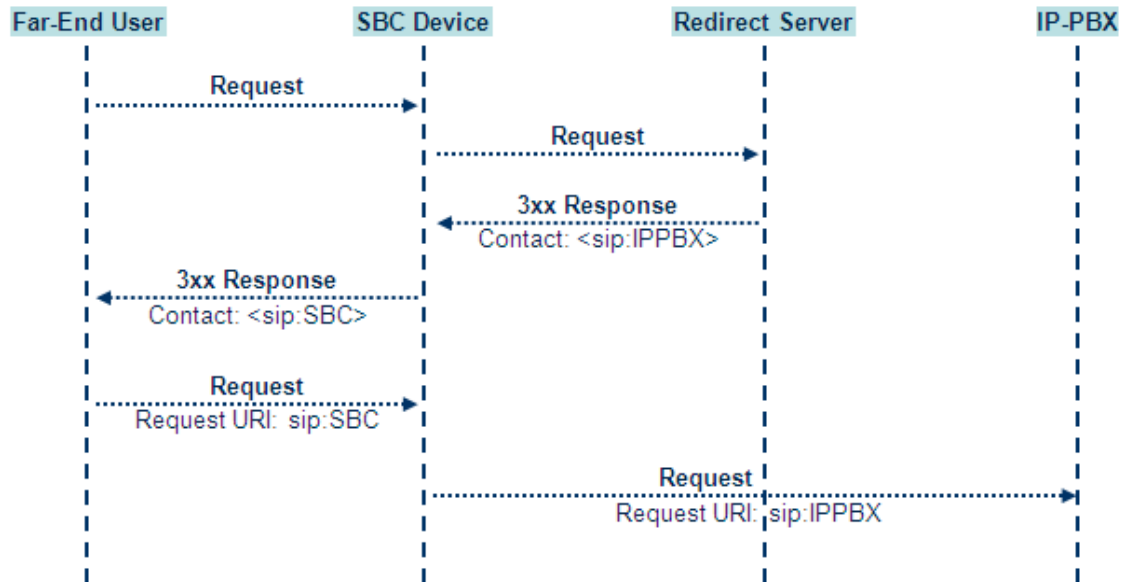 Far-End User
SBC Device
Redirect Server
IP-PBX
Request
Request
3xx Response
Contact: <sip:IPPBX>
3xx Response
Contact: <sip:SBC>
Request
Request URI: sip:SBC
Request
Request URI: sip:IPPBX